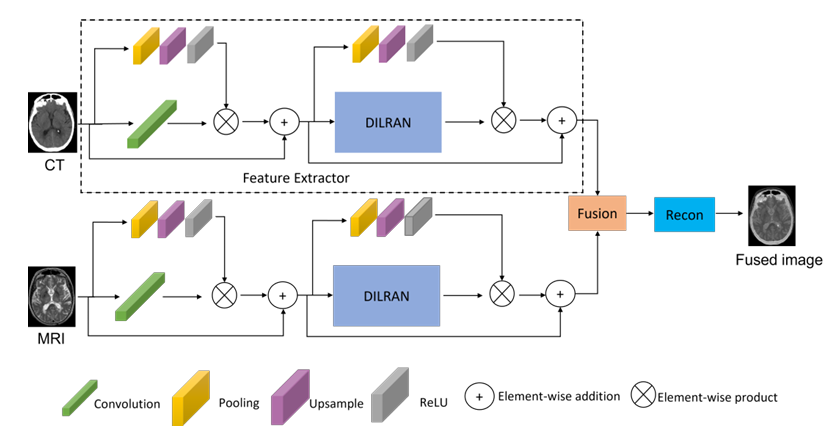 DILRAN
CT
Feature Extractor
Fusion
Recon
Fused image
DILRAN
MRI
Convolution
Pooling
Upsample
ReLU
Element-wise addition
Element-wise product